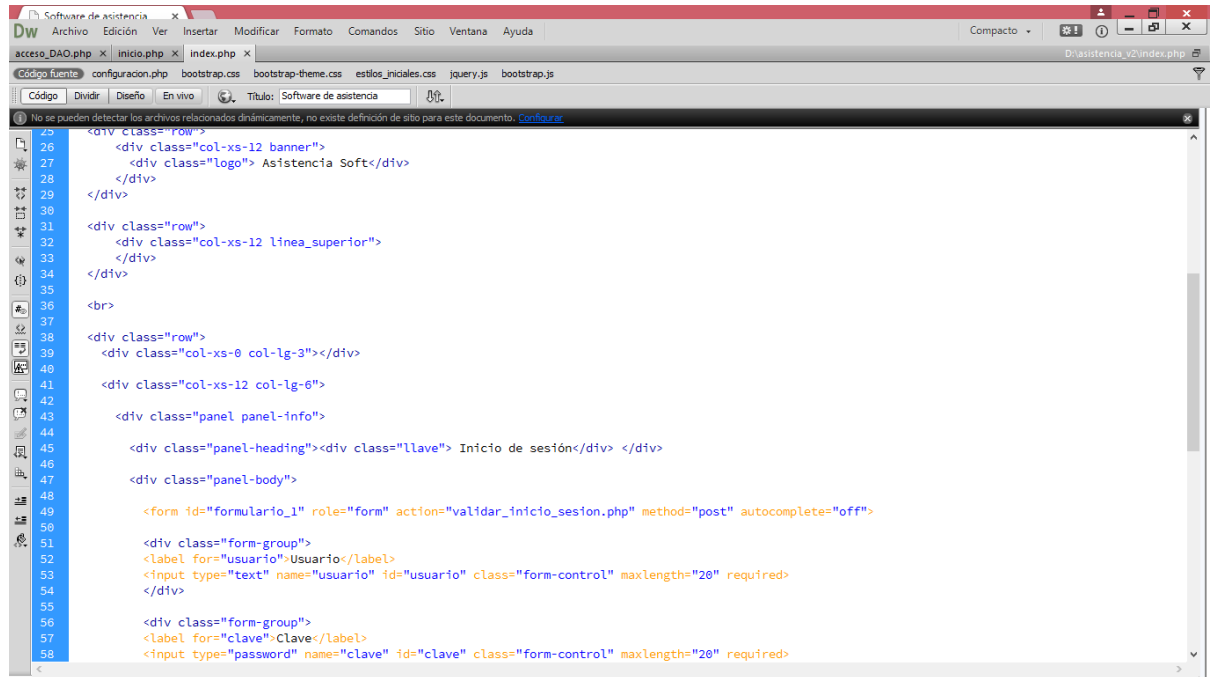 Software de asistencia x
Dw Archivo Edición Ver Insertar Modificar Formato Comandos Sitio Ventana Ayuda Compacto
acceso_DAO.php × inicio.php × index.php × D:\asistencia_v2\index.php
Código fuente configuracion.php bootstrap.css bootstrap-theme.css estilos_iniciales.css jquery.js bootstrap.js
Código Dividir Diseño En vivo Título: Software de asistencia
No se pueden detectar los archivos relacionados dinámicamente, no existe definición de sitio para este documento. Configurar
25 <div class="row">
26 <div class="col-xs-12 banner">
27 <div class="logo"> Asistencia Soft</div>
28 </div>
29 </div>
30
31 <div class="row">
32 <div class="col-xs-12 linea_superior">
33 </div>
34 </div>
35
36 <br>
37
38 <div class="row">
39 <div class="col-xs-0 col-lg-3"></div>
40
41 <div class="col-xs-12 col-lg-6">
42
43 <div class="panel panel-info">
44
45 <div class="panel-heading"><div class="llave"> Inicio de sesión</div> </div>
46
47 <div class="panel-body">
48
49 <form id="formulario_1" role="form" action="validar_inicio_sesion.php" method="post" autocomplete="off">
50
51 <div class="form-group">
52 <label for="usuario">Usuario</label>
53 <input type="text" name="usuario" id="usuario" class="form-control" maxlength="20" required>
54 </div>
55
56 <div class="form-group">
57 <label for="clave">Clave</label>
58 <input type="password" name="clave" id="clave" class="form-control" maxlength="20" required>